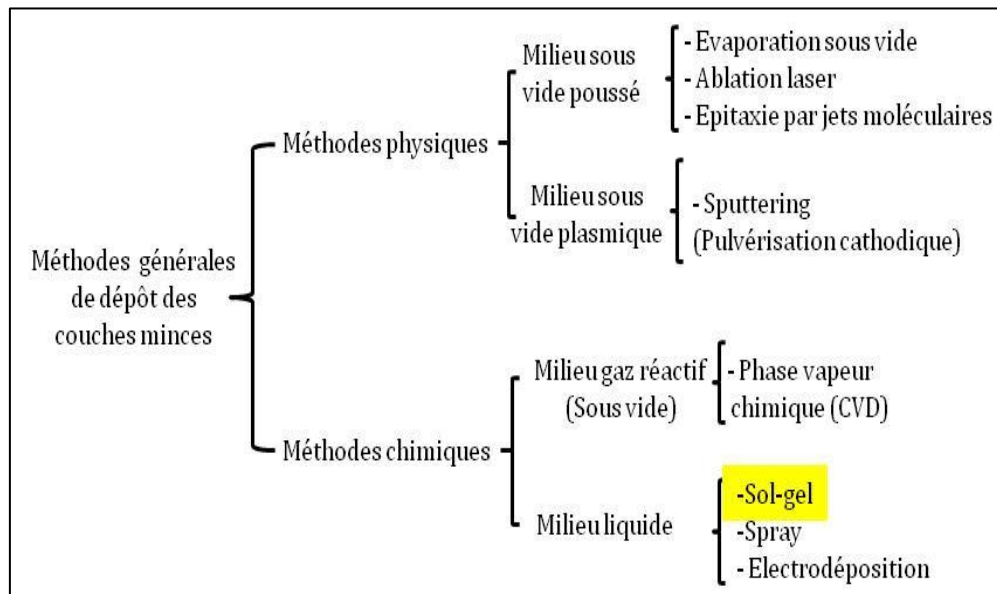 Méthodes générales
de dépôt des
couches minces
Méthodes physiques
Milieu sous
vide poussé
- Evaporation sous vide
- Ablation laser
- Epitaxie par jets moléculaires
Milieu sous
vide plasmique
- Sputtering
(Pulvérisation cathodique)
Méthodes chimiques
Milieu gaz réactif
(Sous vide)
- Phase vapeur
chimique (CVD)
Milieu liquide
-Sol-gel
-Spray
- Electrodéposition